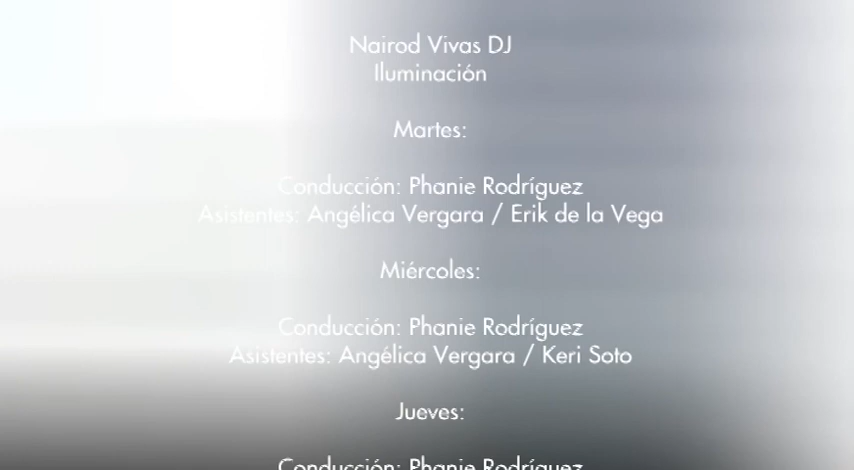 Nairod Vivas DJ
Iluminación
Martes:
Conducción: Phanie Rodríguez
Asistentes: Angélica Vergara / Erik de la Vega
Miércoles:
Conducción: Phanie Rodríguez
Asistentes: Angélica Vergara / Keri Soto
Jueves:
Conducción: Phanie Rodríguez